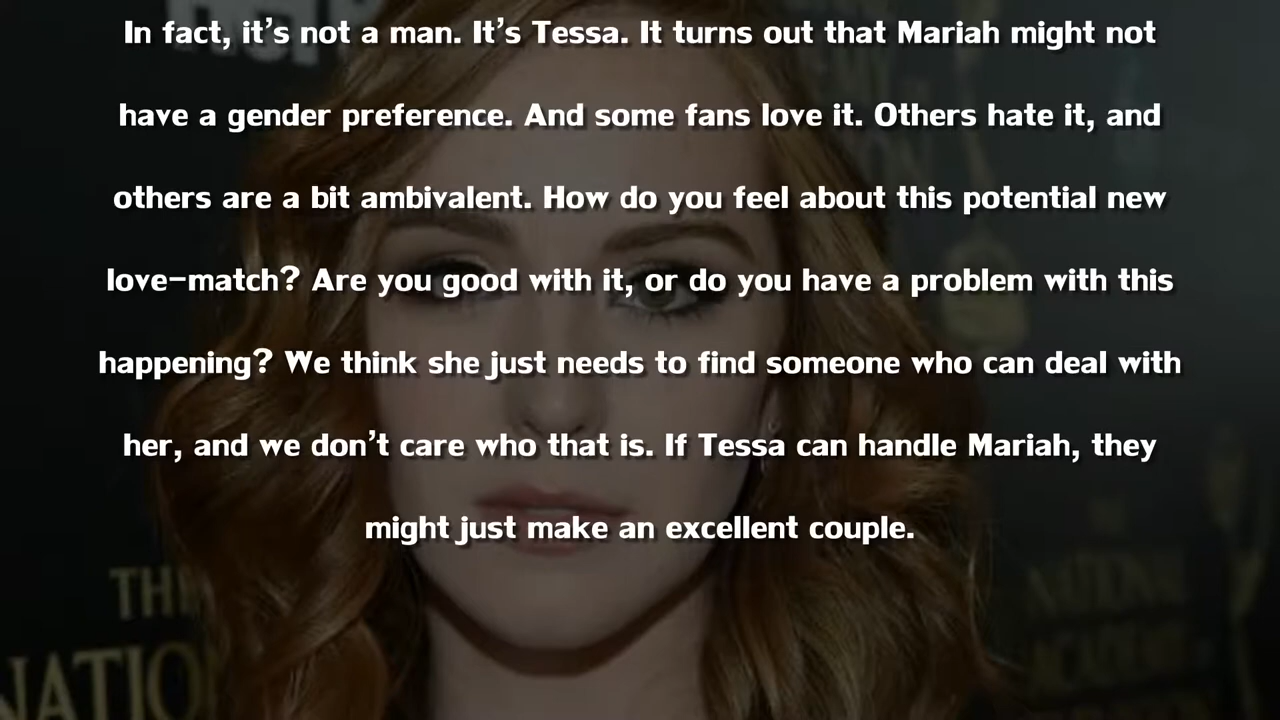 In fact, it’s not a man. It’s Tessa. It turns out that Mariah might not
have a gender preference. And some fans love it. Others hate it, and
others are a bit ambivalent. How do you feel about this potential new
love-match? Are you good with it, or do you have a problem with this
happening? We think she just needs to find someone who can deal with
her, and we don’t care who that is. If Tessa can handle Mariah, they
might just make an excellent couple.
THE
NATION
NATIONAL
ACADEMY